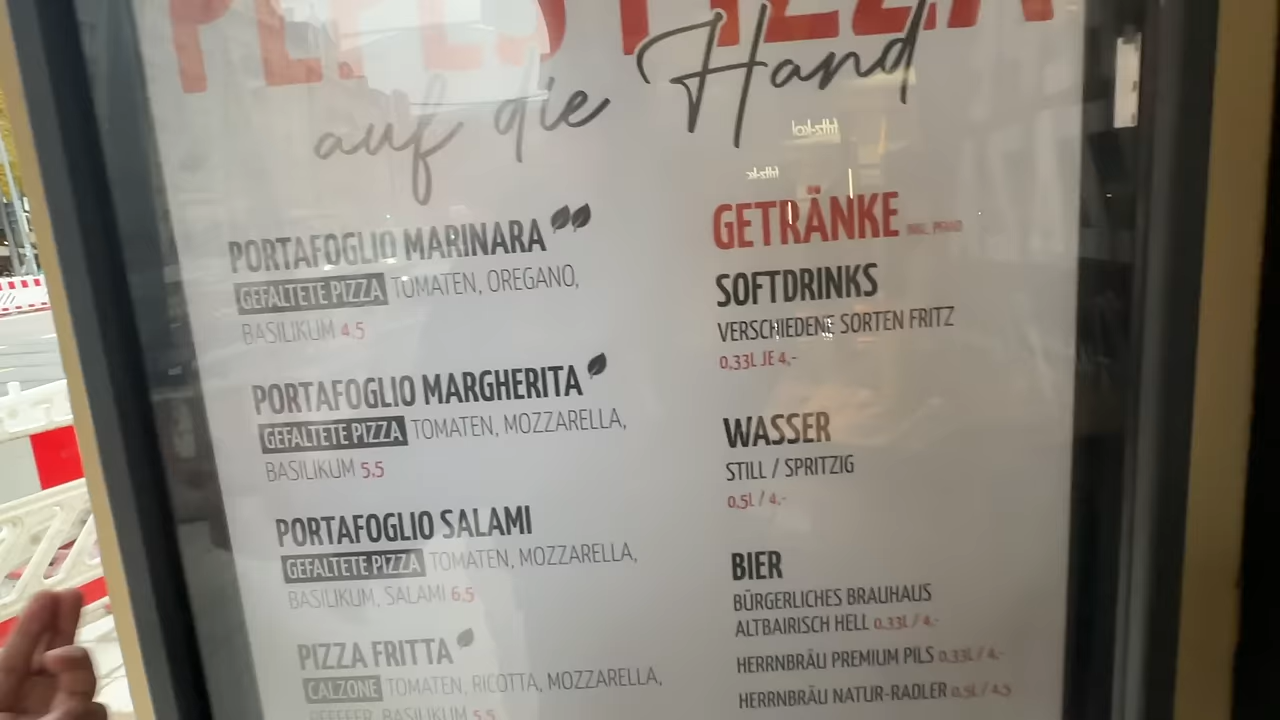 PEPE'S PIZZA
auf die Hand
PORTAFOGLIO MARINARA
GEFALTETE PIZZA TOMATEN, OREGANO,
BASILIKUM 4.5
PORTAFOGLIO MARGHERITA
GEFALTETE PIZZA TOMATEN, MOZZARELLA,
BASILIKUM 5.5
PORTAFOGLIO SALAMI
GEFALTETE PIZZA TOMATEN, MOZZARELLA,
BASILIKUM, SALAMI 6.5
PIZZA FRITTA
CALZONE TOMATEN, RICOTTA, MOZZARELLA,
PFEFFER, BASILIKUM 5.5
GETRÄNKE INKL. PFAND
SOFTDRINKS
VERSCHIEDENE SORTEN FRITZ
0,33L JE 4,-
WASSER
STILL / SPRITZIG
0,5L / 4,-
BIER
BÜRGERLICHES BRAUHAUS
ALTBAIRISCH HELL 0,33L / 4,-
HERRNBRÄU PREMIUM PILS 0,33L / 4,-
HERRNBRÄU NATUR-RADLER 0,5L / 4,5